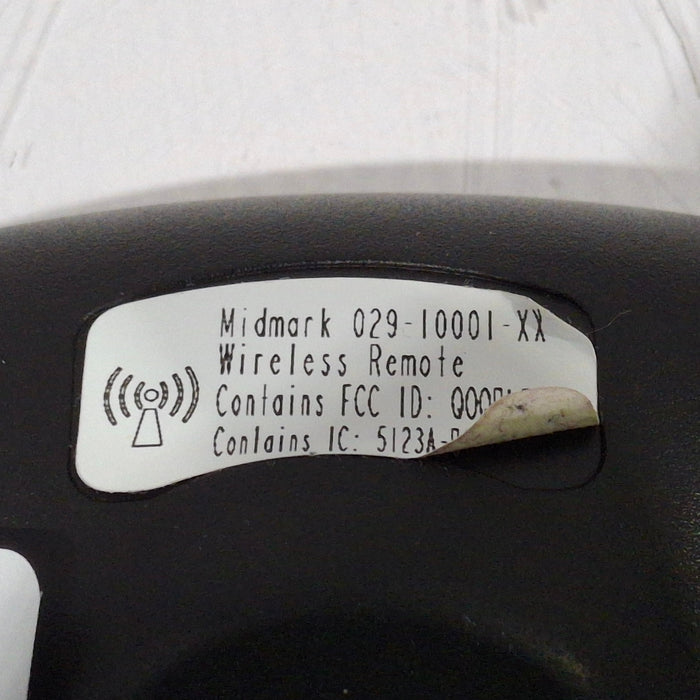 Midmark 029-10001-XX
Wireless Remote
Contains FCC ID:
Contains IC: 5123A-